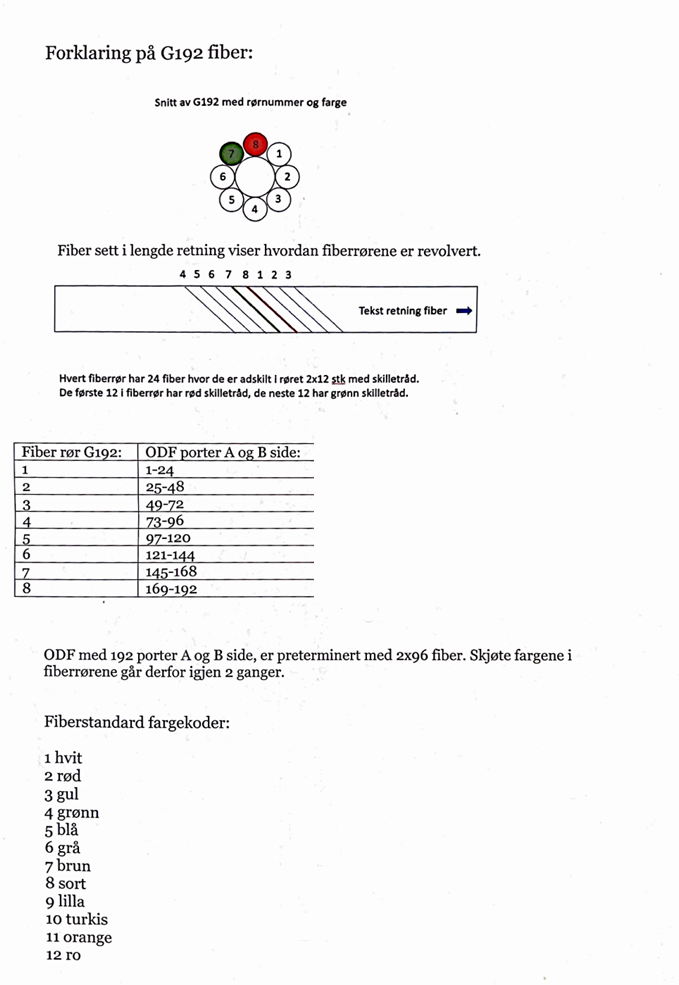 Forklaring på G192 fiber:
Snitt av G192 med rørnummer og farge
8
7 1
6 2
5 3
4
Fiber sett i lengde retning viser hvordan fiberrørene er revolvert.
4 5 6 7 8 1 2 3
Tekst retning fiber
Hvert fiberrør har 24 fiber hvor de er adskilt i røret 2x12 stk med skilletråd.
De første 12 i fiberrør har rød skilletråd, de neste 12 har grønn skilletråd.
Fiber rør G192: ODF porter A og B side:
1 1-24
2 25-48
3 49-72
4 73-96
5 97-120
6 121-144
7 145-168
8 169-192
ODF med 192 porter A og B side, er preterminert med 2x96 fiber. Skjøte fargene i
fiberrørene går derfor igjen 2 ganger.
Fiberstandard fargekoder:
1 hvit
2 rød
3 gul
4 grønn
5 blå
6 grå
7 brun
8 sort
9 lilla
10 turkis
11 orange
12 ro